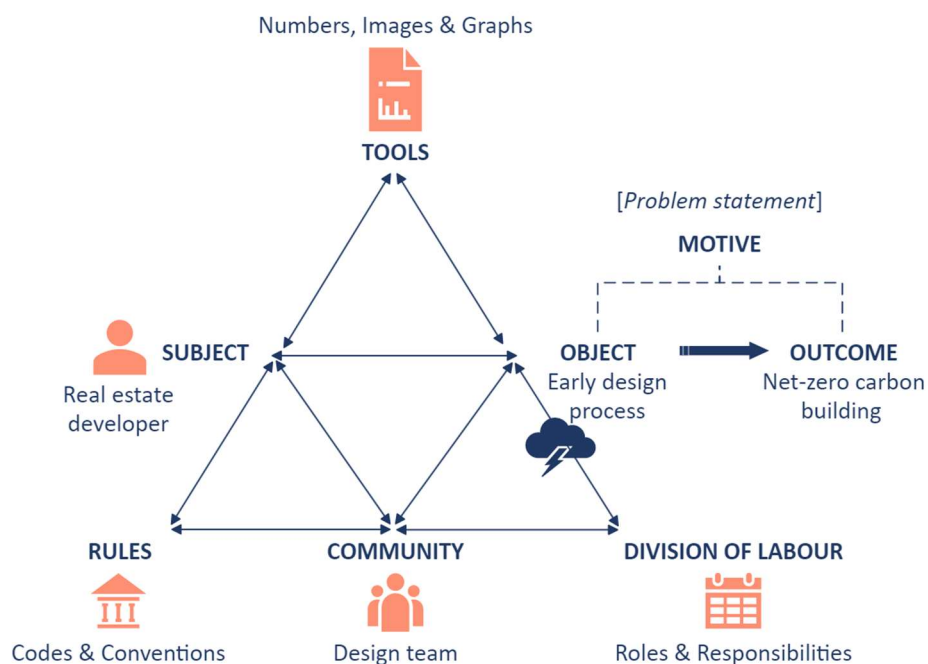 Numbers, Images & Graphs
TOOLS
[Problem statement]
MOTIVE
SUBJECT
Real estate
developer
OBJECT
Early design
process
OUTCOME
Net-zero carbon
building
RULES
Codes & Conventions
COMMUNITY
Design team
DIVISION OF LABOUR
Roles & Responsibilities